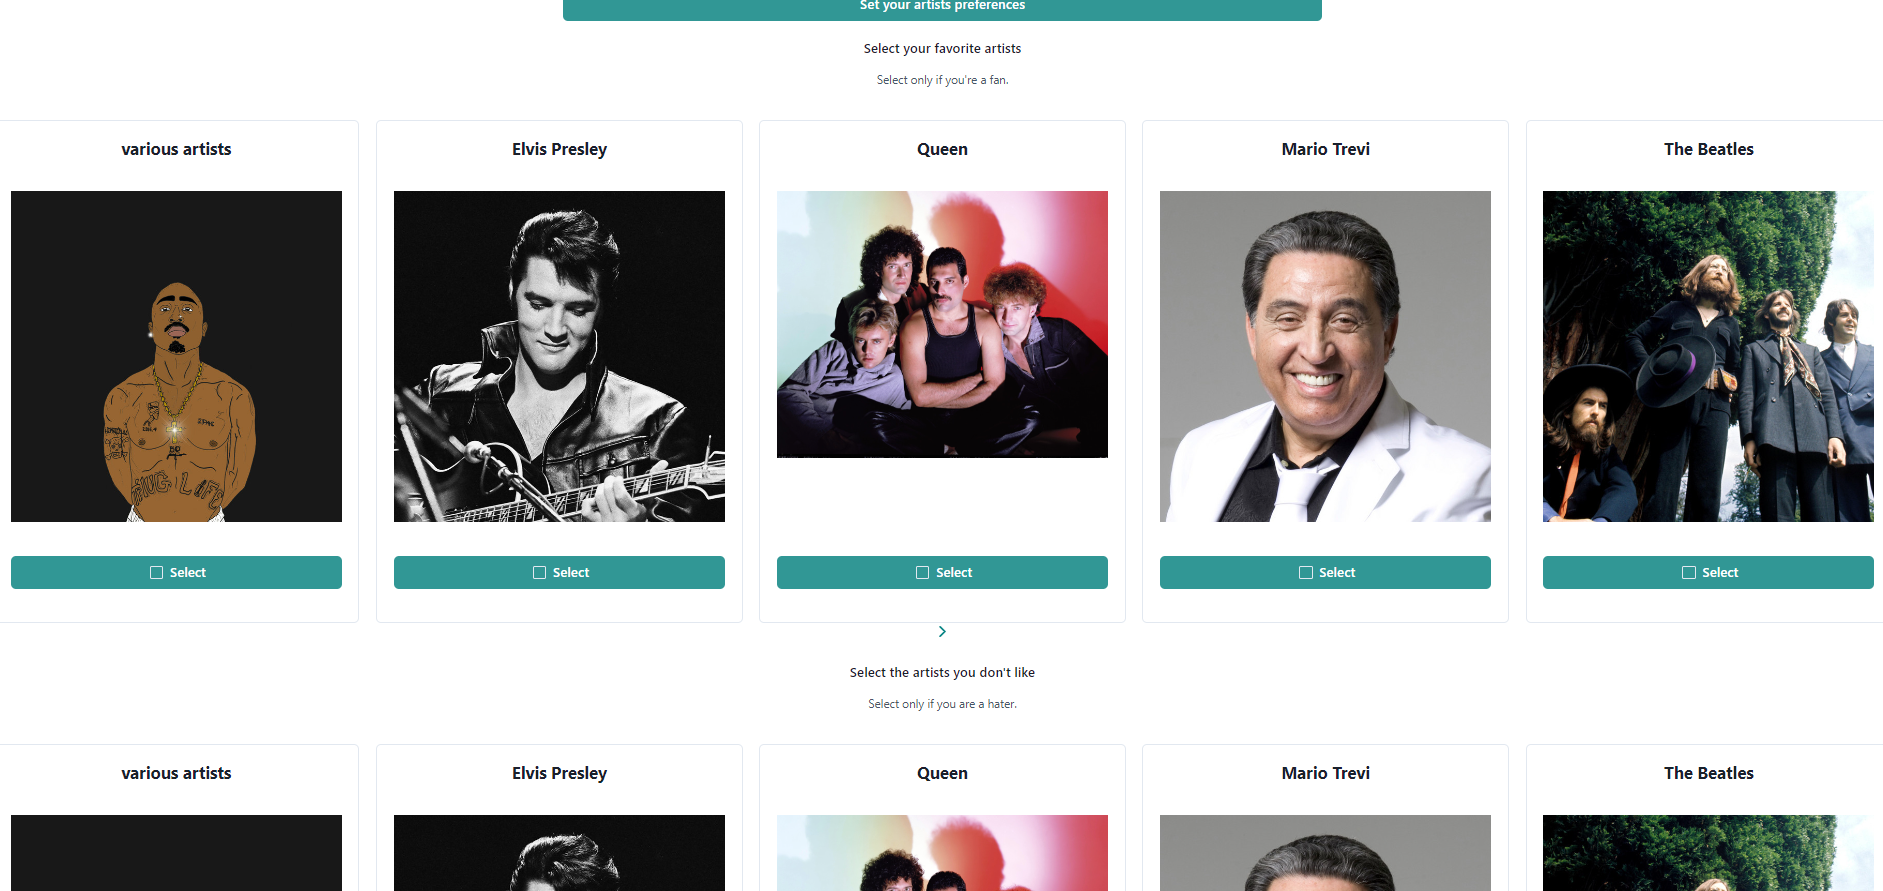 Set your artists preferences
Select your favorite artists
Select only if you're a fan.
various artists
Elvis Presley
Queen
Mario Trevi
The Beatles
Select
Select
Select
Select
Select
Select the artists you don't like
Select only if you are a hater.
various artists
Elvis Presley
Queen
Mario Trevi
The Beatles